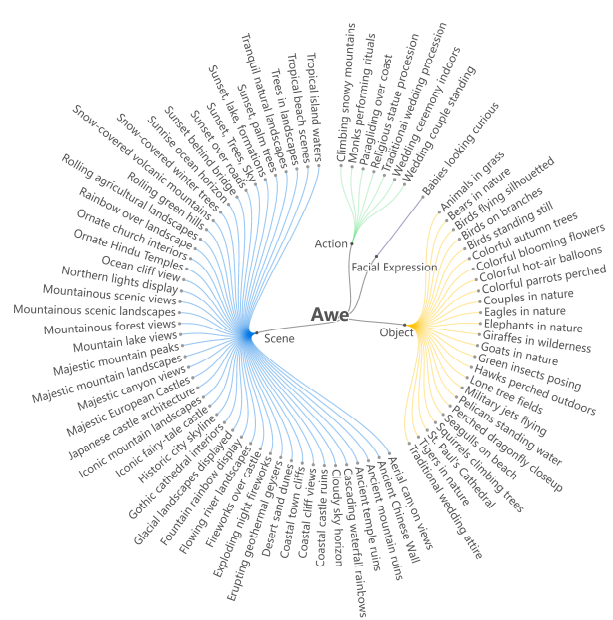 Awe
Action
Climbing snowy mountains
Monks performing rituals
Paragliding over coast
Religious statue procession
Traditional wedding procession
Wedding ceremony indoors
Wedding couple standing
Facial Expression
Babies looking curious
Object
Animals in grass
Bears in nature
Birds flying silhouetted
Birds on branches
Birds standing still
Colorful autumn trees
Colorful blooming flowers
Colorful hot-air balloons
Colorful parrots perched
Couples in nature
Eagles in nature
Elephants in nature
Giraffes in wilderness
Goats in nature
Green insects posing
Hawks perched outdoors
Lone tree fields
Military jets flying
Pelicans standing water
Perched dragonfly closeup
Seagulls on beach
Squirrels climbing trees
St. Paul's Cathedral
Tigers in nature
Traditional wedding attire
Scene
Aerial canyon views
Ancient Chinese Wall
Ancient mountain ruins
Ancient temple ruins
Cascading waterfall rainbows
Cloudy sky horizon
Coastal castle ruins
Coastal cliff views
Coastal town cliffs
Desert sand dunes
Erupting geothermal geysers
Exploding night fireworks
Fireworks over castle
Flowing river landscapes
Fountain rainbow display
Glacial landscapes displayed
Gothic cathedral interiors
Historic city skyline
Iconic fairy-tale castle
Iconic mountain landscapes
Japanese castle architecture
Majestic European Castles
Majestic canyon views
Majestic mountain landscapes
Majestic mountain peaks
Mountain lake views
Mountainous forest views
Mountainous scenic landscapes
Mountainous scenic views
Northern lights display
Ocean cliff view
Ornate Hindu Temples
Ornate church interiors
Rainbow over landscape
Rolling agricultural landscapes
Rolling green hills
Snow-covered volcanic mountains
Snow-covered winter trees
Sunrise ocean horizon
Sunset behind bridge
Sunset over roads
Sunset, Trees, Sky
Sunset, lake, formations
Sunset, palm trees
Tranquil natural landscapes
Trees in landscapes
Tropical beach scenes
Tropical island waters